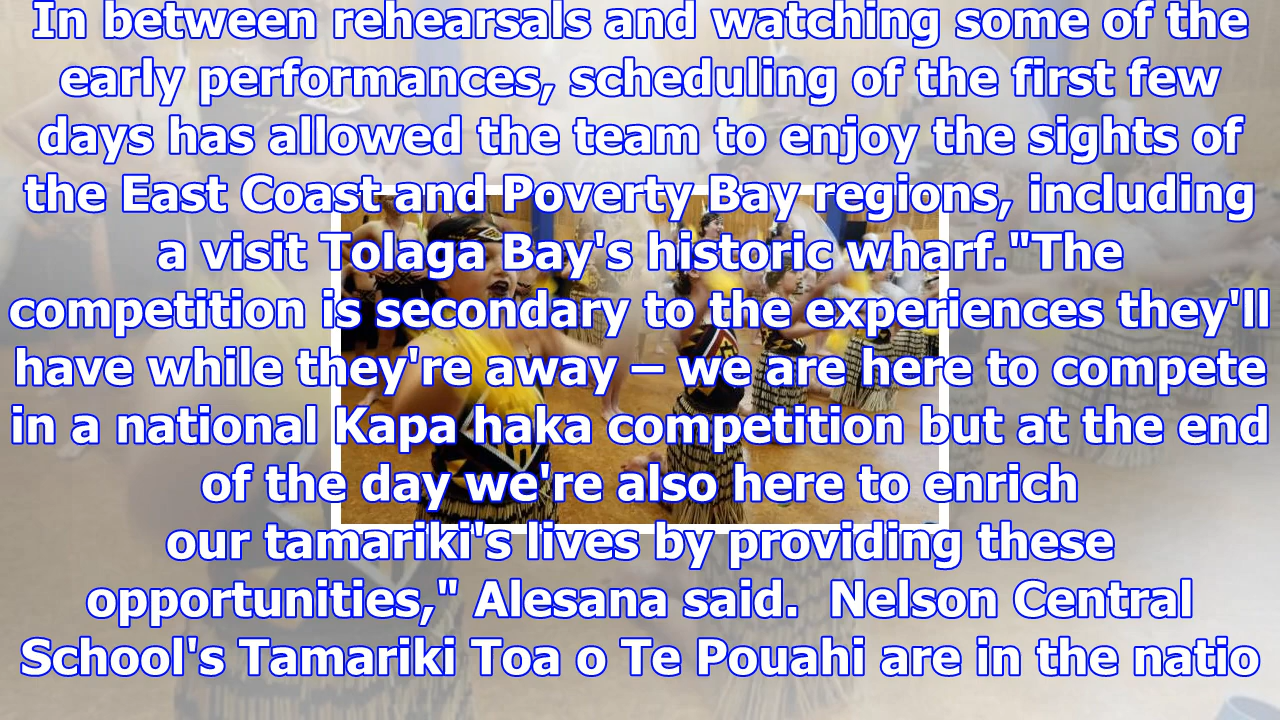 In between rehearsals and watching some of the
early performances, scheduling of the first few
days has allowed the team to enjoy the sights of
the East Coast and Poverty Bay regions, including
a visit Tolaga Bay's historic wharf."The
competition is secondary to the experiences they'll
have while they're away – we are here to compete
in a national Kapa haka competition but at the end
of the day we're also here to enrich
our tamariki's lives by providing these
opportunities," Alesana said.  Nelson Central
School's Tamariki Toa o Te Pouahi are in the natio